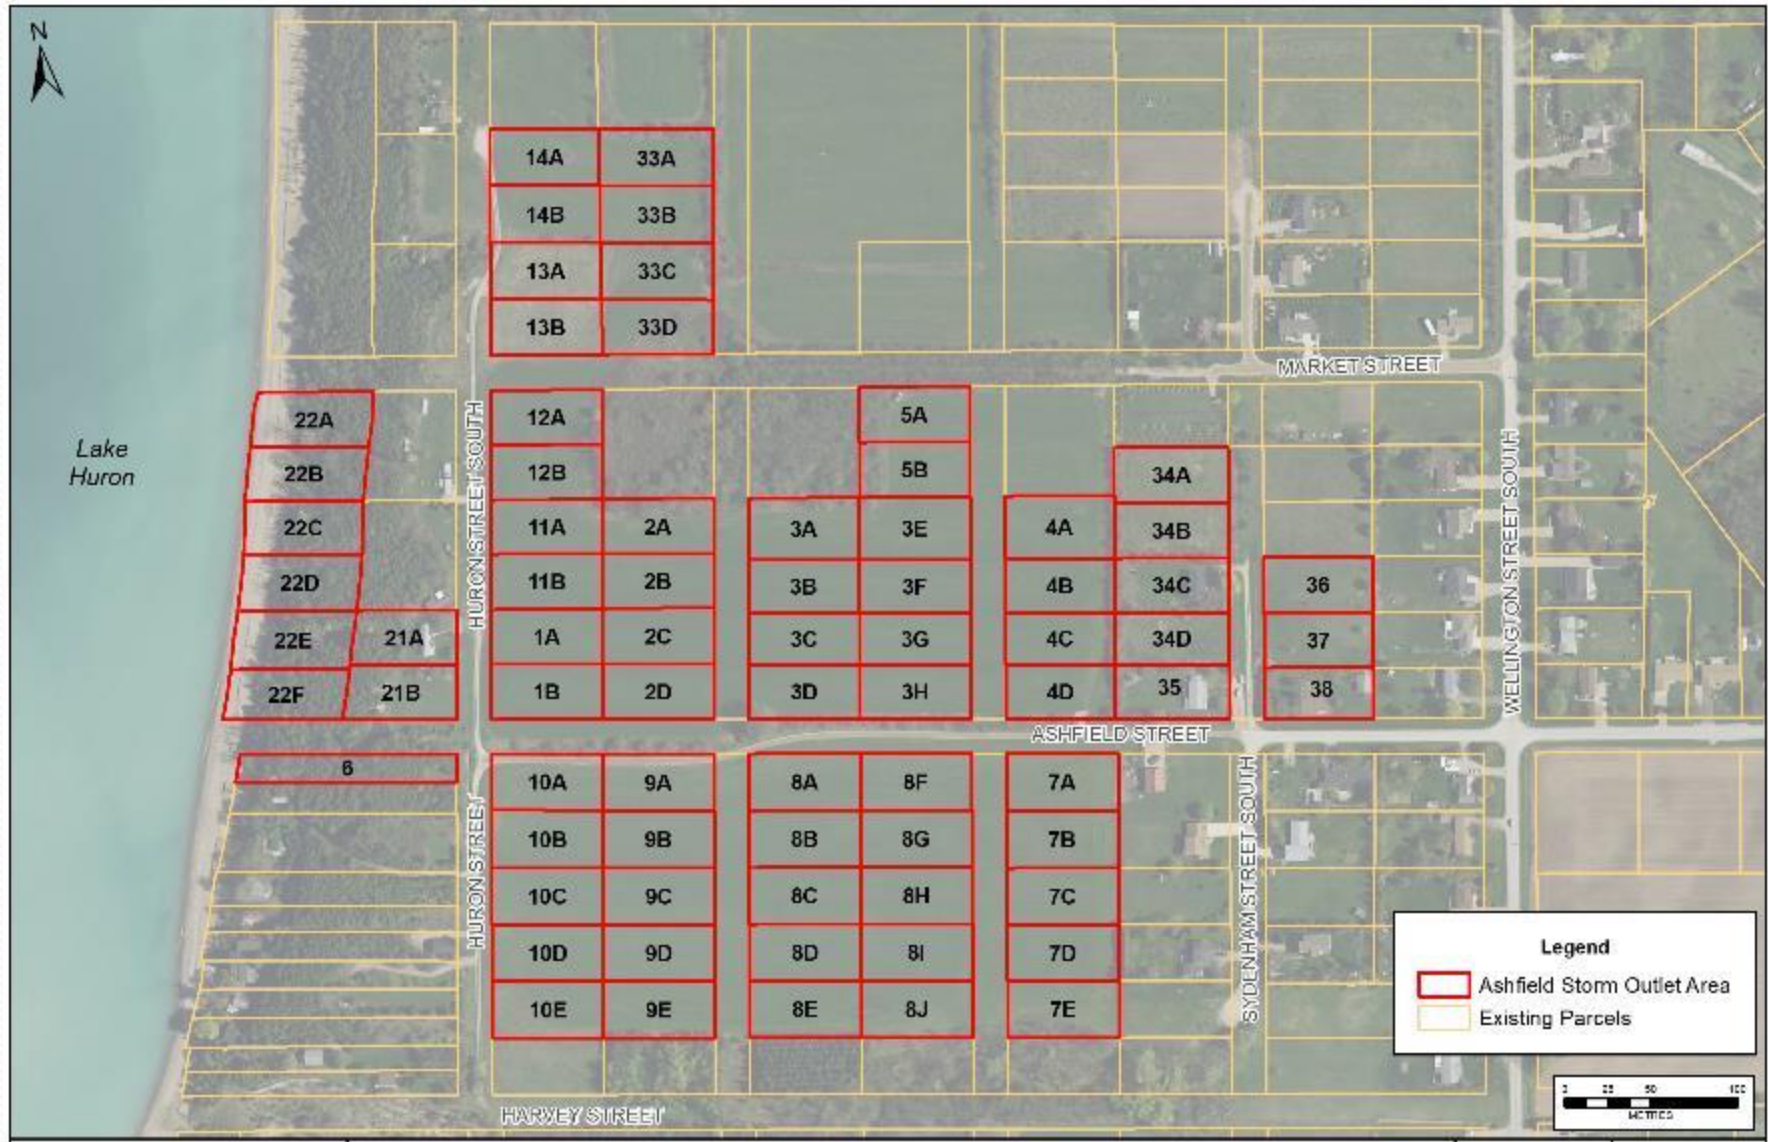 N
14A 33A
14B 33B
13A 33C
13B 33D
MARKET STREET
22A 12A 5A
Lake
Huron
22B 12B 5B 34A
HURON STREET SOUTH
WELLINGTON STREET SOUTH
22C 11A 2A 3A 3E 4A 34B
22D 11B 2B 3B 3F 4B 34C 36
22E 21A 1A 2C 3C 3G 4C 34D 37
22F 21B 1B 2D 3D 3H 4D 35 38
ASHFIELD STREET
6
10A 9A 8A 8F 7A
HURON STREET
SYDENHAM STREET SOUTH
10B 9B 8B 8G 7B
10C 9C 8C 8H 7C
10D 9D 8D 8I 7D
10E 9E 8E 8J 7E
Legend
Ashfield Storm Outlet Area
Existing Parcels
25 50 100
METRES
HARVEY STREET